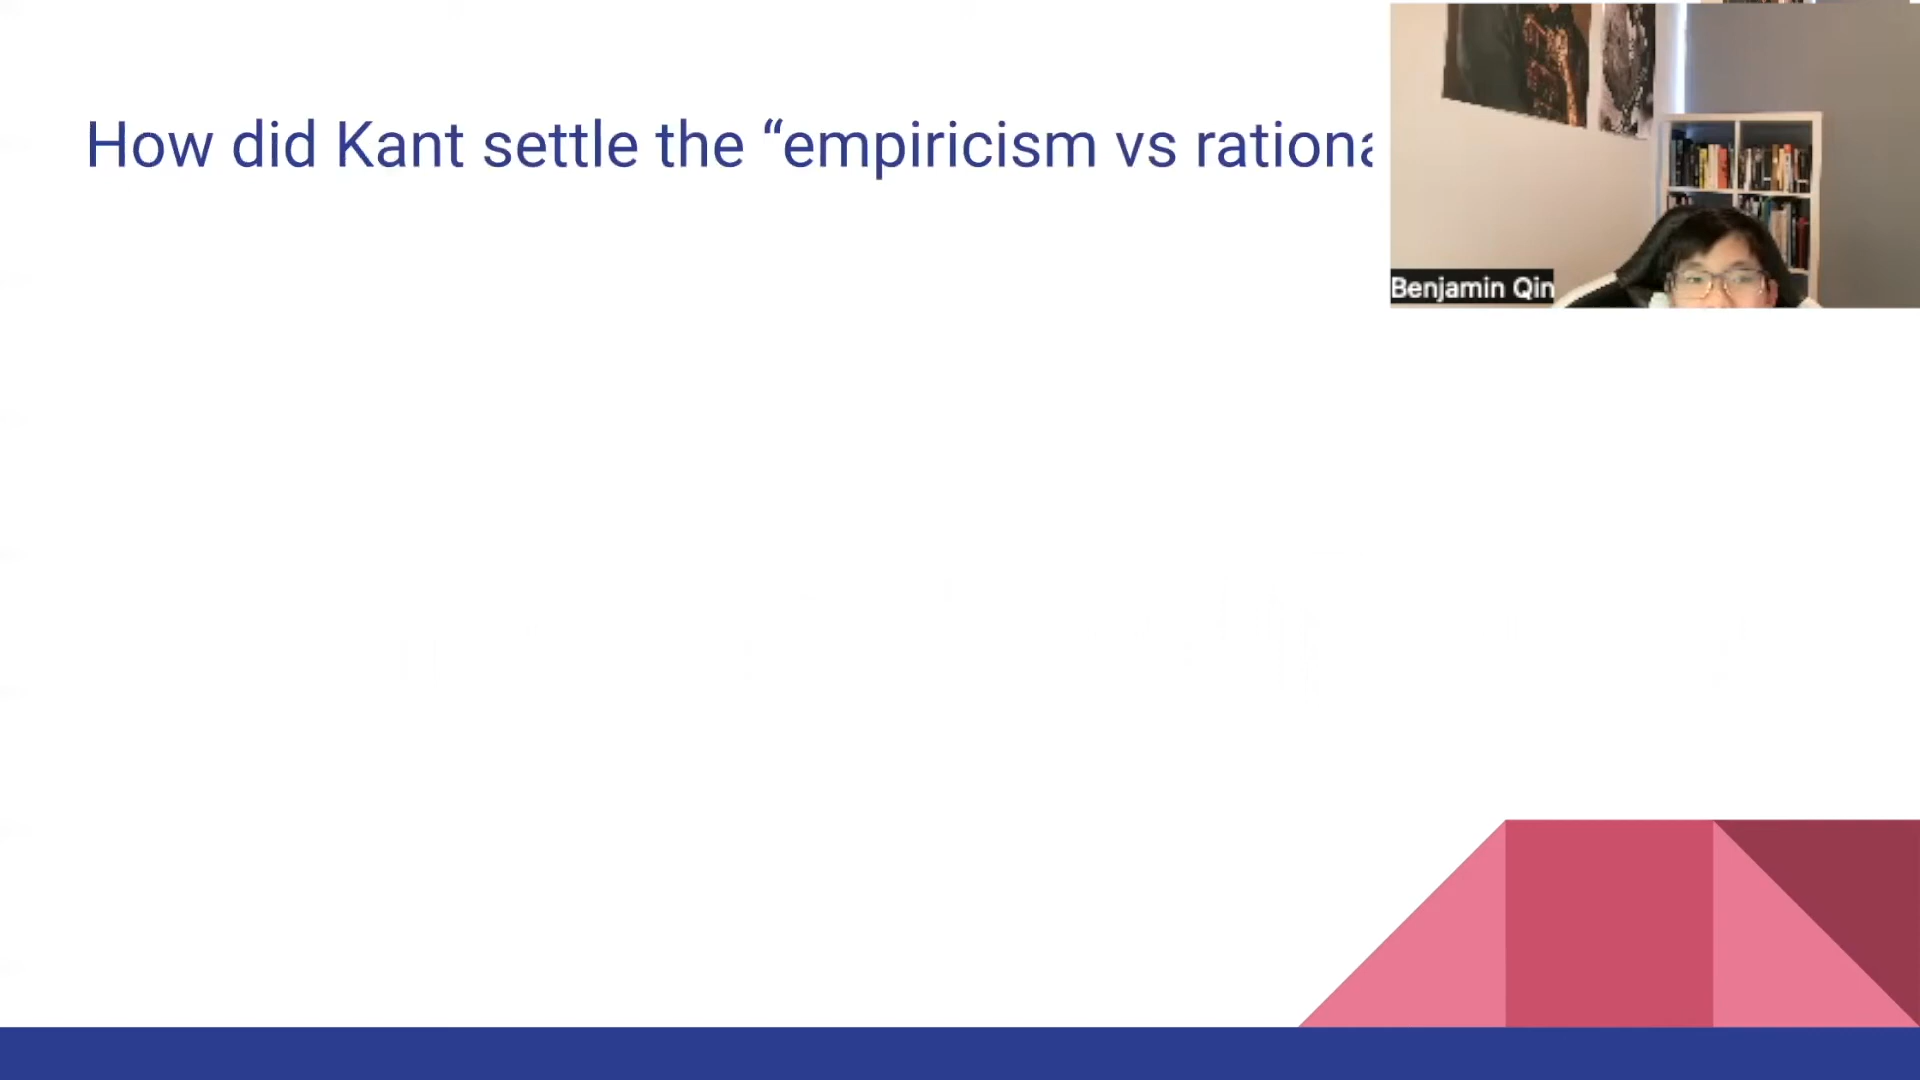 How did Kant settle the “empiricism vs rationa
Benjamin Qin